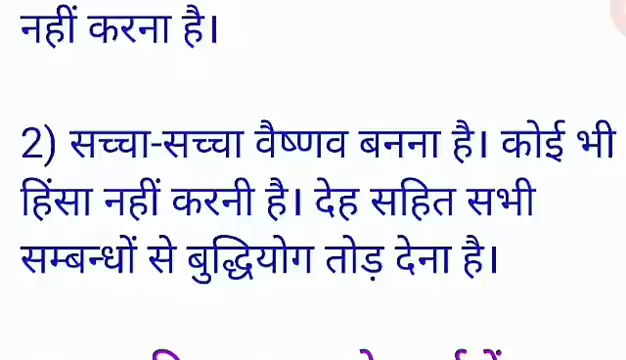 नहीं करना है।
2) सच्चा-सच्चा वैष्णव बनना है। कोई भी
हिंसा नहीं करनी है। देह सहित सभी
सम्बन्धों से बुद्धियोग तोड़ देना है।